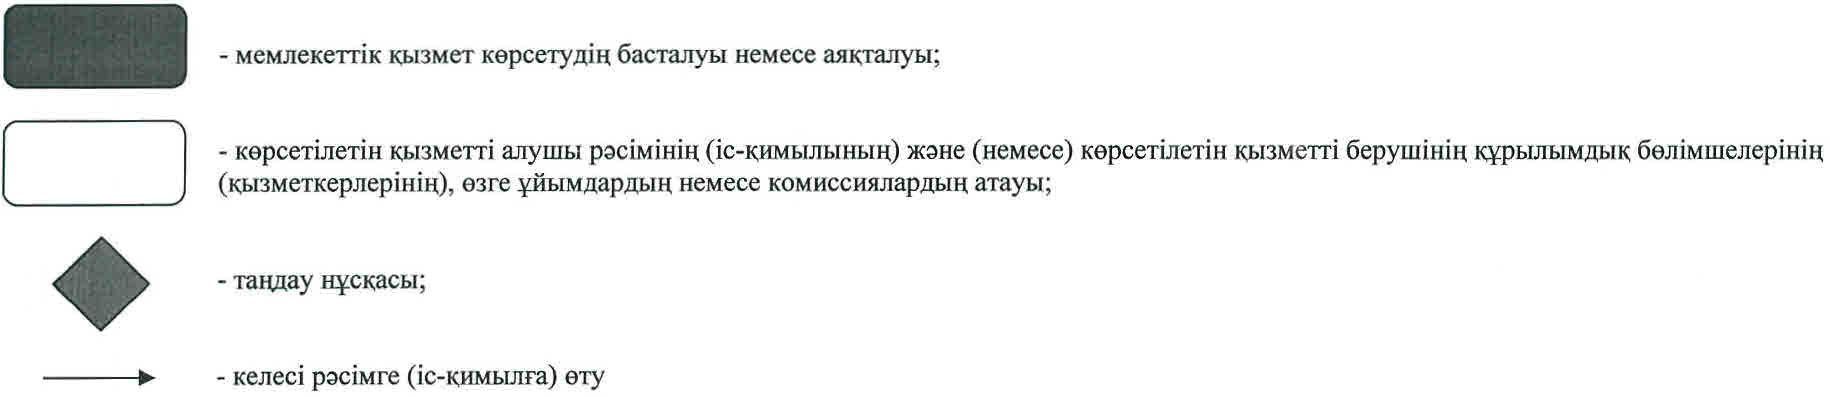 - мемлекеттік қызмет көрсетудің басталуы немесе аяқталуы;
- көрсетілетін қызметті алушы рәсімінің (іс-қимылының) және (немесе) көрсетілетін қызметті берушінің құрылымдық бөлімшелерінің
(қызметкерлерінің), өзге ұйымдардың немесе комиссиялардың атауы;
- таңдау нұсқасы;
- келесі рәсімге (іс-қимылға) өту